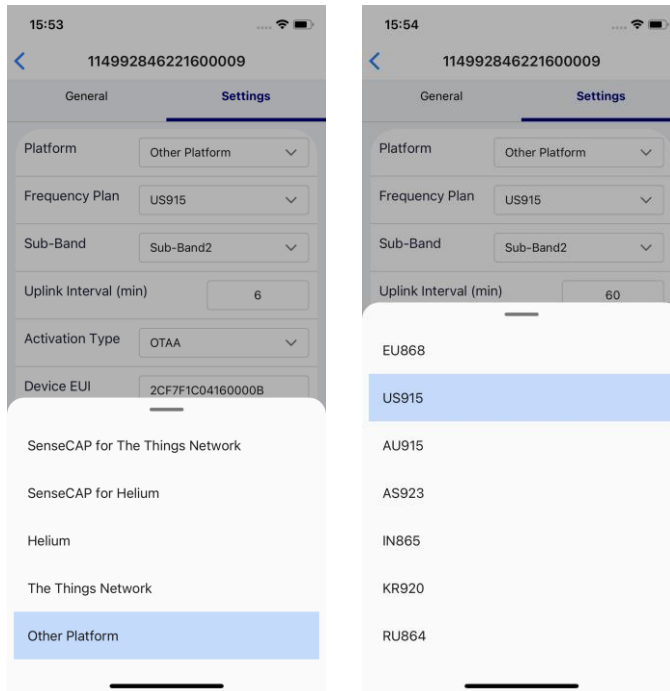 15:53
114992846221600009
General Settings
Platform Other Platform
Frequency Plan US915
Sub-Band Sub-Band2
Uplink Interval (min) 6
Activation Type OTAA
Device EUI 2CF7F1C04160000B
SenseCAP for The Things Network
SenseCAP for Helium
Helium
The Things Network
Other Platform
15:54
114992846221600009
General Settings
Platform Other Platform
Frequency Plan US915
Sub-Band Sub-Band2
Uplink Interval (min) 60
EU868
US915
AU915
AS923
IN865
KR920
RU864